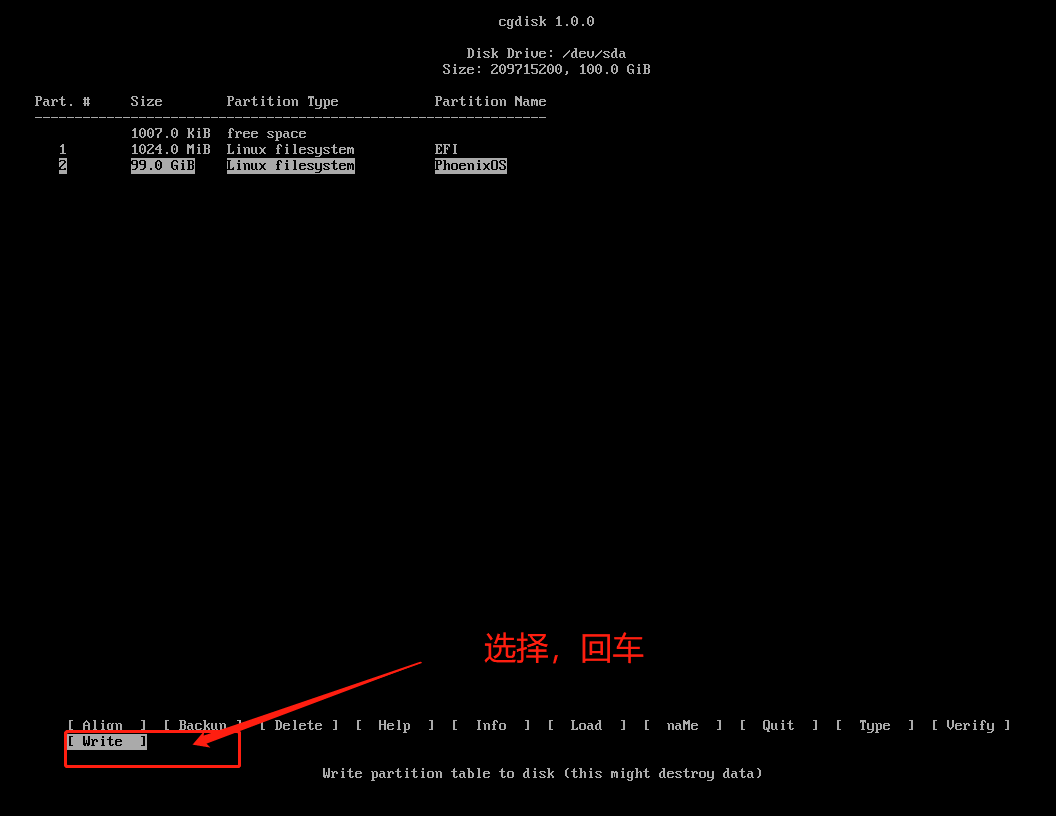 cgdisk 1.0.0
Disk Drive: /dev/sda
Size: 209715200, 100.0 GiB
Part. # Size Partition Type Partition Name
----------------------------------------------------------------
1007.0 KiB free space
1 1024.0 MiB Linux filesystem EFI
2 99.0 GiB Linux filesystem PhoenixOS
选择，回车
[ Align ] [ Backup ] [ Delete ] [ Help ] [ Info ] [ Load ] [ naMe ] [ Quit ] [ Type ] [ Verify ]
[ Write ]
Write partition table to disk (this might destroy data)